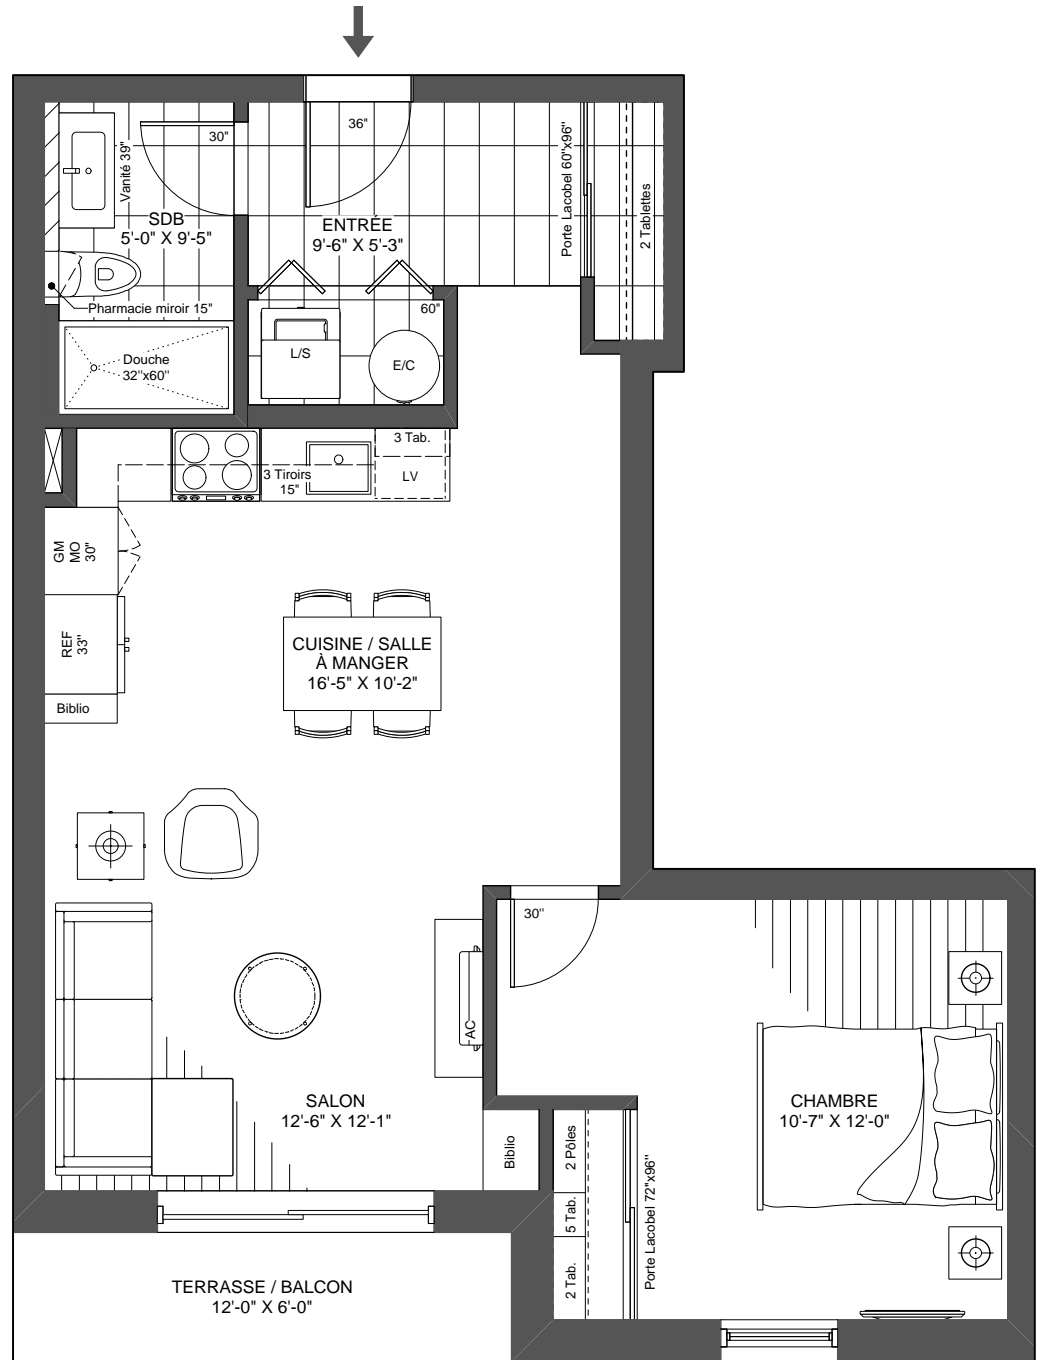 36"
30"
Vanité 39"
SDB
5'-0" X 9'-5"
ENTRÉE
9'-6" X 5'-3"
Porte Lacobel 60"x96"
2 Tablettes
Pharmacie miroir 15"
60"
L/S
E/C
Douche
32"x60"
3 Tab.
LV
3 Tiroirs
15"
GM
MO
30"
REF
33"
Biblio
CUISINE / SALLE
À MANGER
16'-5" X 10'-2"
30"
AC
SALON
12'-6" X 12'-1"
CHAMBRE
10'-7" X 12'-0"
Biblio
2 Pôles
5 Tab.
2 Tab.
Porte Lacobel 72"x96"
TERRASSE / BALCON
12'-0" X 6'-0"